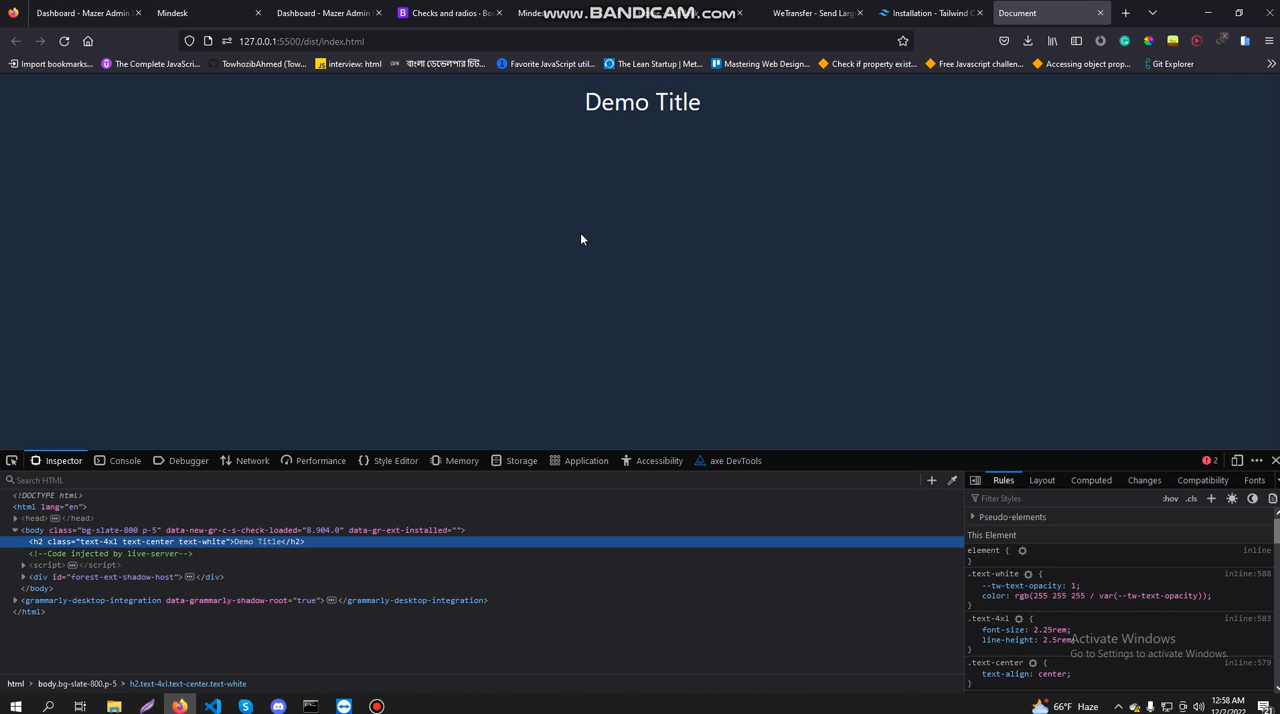 Dashboard - Mazer Admin
Mindesk
Dashboard - Mazer Admin
Checks and radios · Boo
Mindes
WWW.BANDICAM.COM
WeTransfer - Send Larg
Installation - Tailwind C
Document
127.0.0.1:5500/dist/index.html
Import bookmarks...
The Complete JavaScri...
TowhozibAhmed (Tow...
interview: html
বাংলা ডেভেলপার চিট...
Favorite JavaScript util...
The Lean Startup | Met...
Mastering Web Design...
Check if property exist...
Free Javascript challen...
Accessing object prop...
Git Explorer
Demo Title
Inspector
Console
Debugger
Network
Performance
Style Editor
Memory
Storage
Application
Accessibility
axe DevTools
2
Search HTML
<!DOCTYPE html>
<html lang="en">
<head> </head>
<body class="bg-slate-800 p-5" data-new-gr-c-s-check-loaded="8.904.0" data-gr-ext-installed="">
<h2 class="text-4xl text-center text-white">Demo Title</h2>
<!--Code injected by live-server-->
<script> </script>
<div id="forest-ext-shadow-host"> </div>
</body>
<grammarly-desktop-integration data-grammarly-shadow-root="true"> </grammarly-desktop-integration>
</html>
html
body.bg-slate-800.p-5
h2.text-4xl.text-center.text-white
Rules
Layout
Computed
Changes
Compatibility
Fonts
Filter Styles
:hov
.cls
Pseudo-elements
This Element
element {
inline
}
.text-white {
inline:588
--tw-text-opacity: 1;
color: rgb(255 255 255 / var(--tw-text-opacity));
}
.text-4xl {
inline:583
font-size: 2.25rem;
line-height: 2.5rem;
}
.text-center {
inline:579
text-align: center;
}
Activate Windows
Go to Settings to activate Windows.
66°F Haze
12:58 AM
12/2/2022